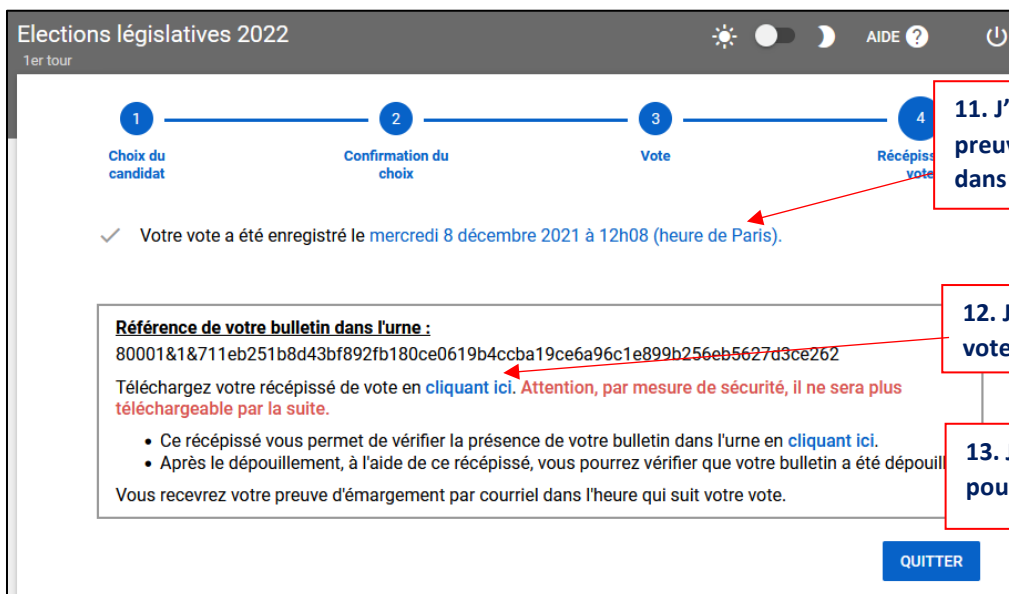 Elections législatives 2022
1er tour
AIDE ?
1
2
3
4
Choix du
candidat
Confirmation du
choix
Vote
Récépiss
vote
11. J’
preuv
dans
Votre vote a été enregistré le mercredi 8 décembre 2021 à 12h08 (heure de Paris).
12. J
vote
Référence de votre bulletin dans l'urne :
80001&1&711eb251b8d43bf892fb180ce0619b4ccba19ce6a96c1e899b256eb5627d3ce262
Téléchargez votre récépissé de vote en cliquant ici. Attention, par mesure de sécurité, il ne sera plus
téléchargeable par la suite.
• Ce récépissé vous permet de vérifier la présence de votre bulletin dans l'urne en cliquant ici.
• Après le dépouillement, à l'aide de ce récépissé, vous pourrez vérifier que votre bulletin a été dépouill
Vous recevrez votre preuve d'émargement par courriel dans l'heure qui suit votre vote.
13. J
pou
QUITTER